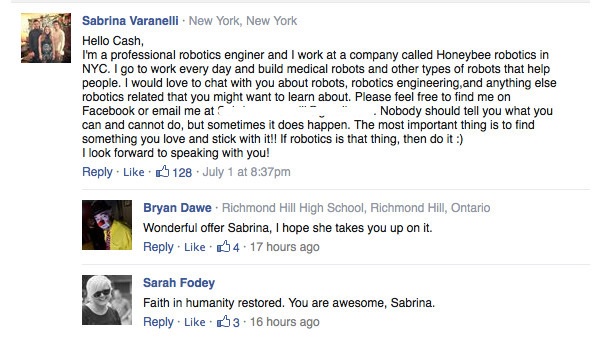 Sabrina Varanelli · New York, New York
Hello Cash,
I'm a professional robotics enginer and I work at a company called Honeybee robotics in
NYC. I go to work every day and build medical robots and other types of robots that help
people. I would love to chat with you about robots, robotics engineering,and anything else
robotics related that you might want to learn about. Please feel free to find me on
Facebook or email me at . Nobody should tell you what you
can and cannot do, but sometimes it does happen. The most important thing is to find
something you love and stick with it!! If robotics is that thing, then do it :)
I look forward to speaking with you!
Reply · Like · 128 · July 1 at 8:37pm
Bryan Dawe · Richmond Hill High School, Richmond Hill, Ontario
Wonderful offer Sabrina, I hope she takes you up on it.
Reply · Like · 4 · 17 hours ago
Sarah Fodey
Faith in humanity restored. You are awesome, Sabrina.
Reply · Like · 3 · 16 hours ago